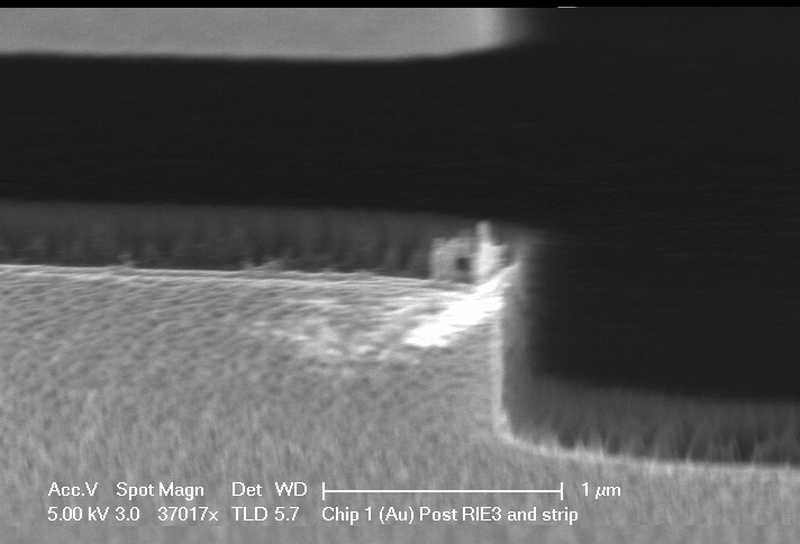 Acc.V Spot Magn Det WD 1 µm
5.00 kV 3.0 37017x TLD 5.7 Chip 1 (Au) Post RIE3 and strip